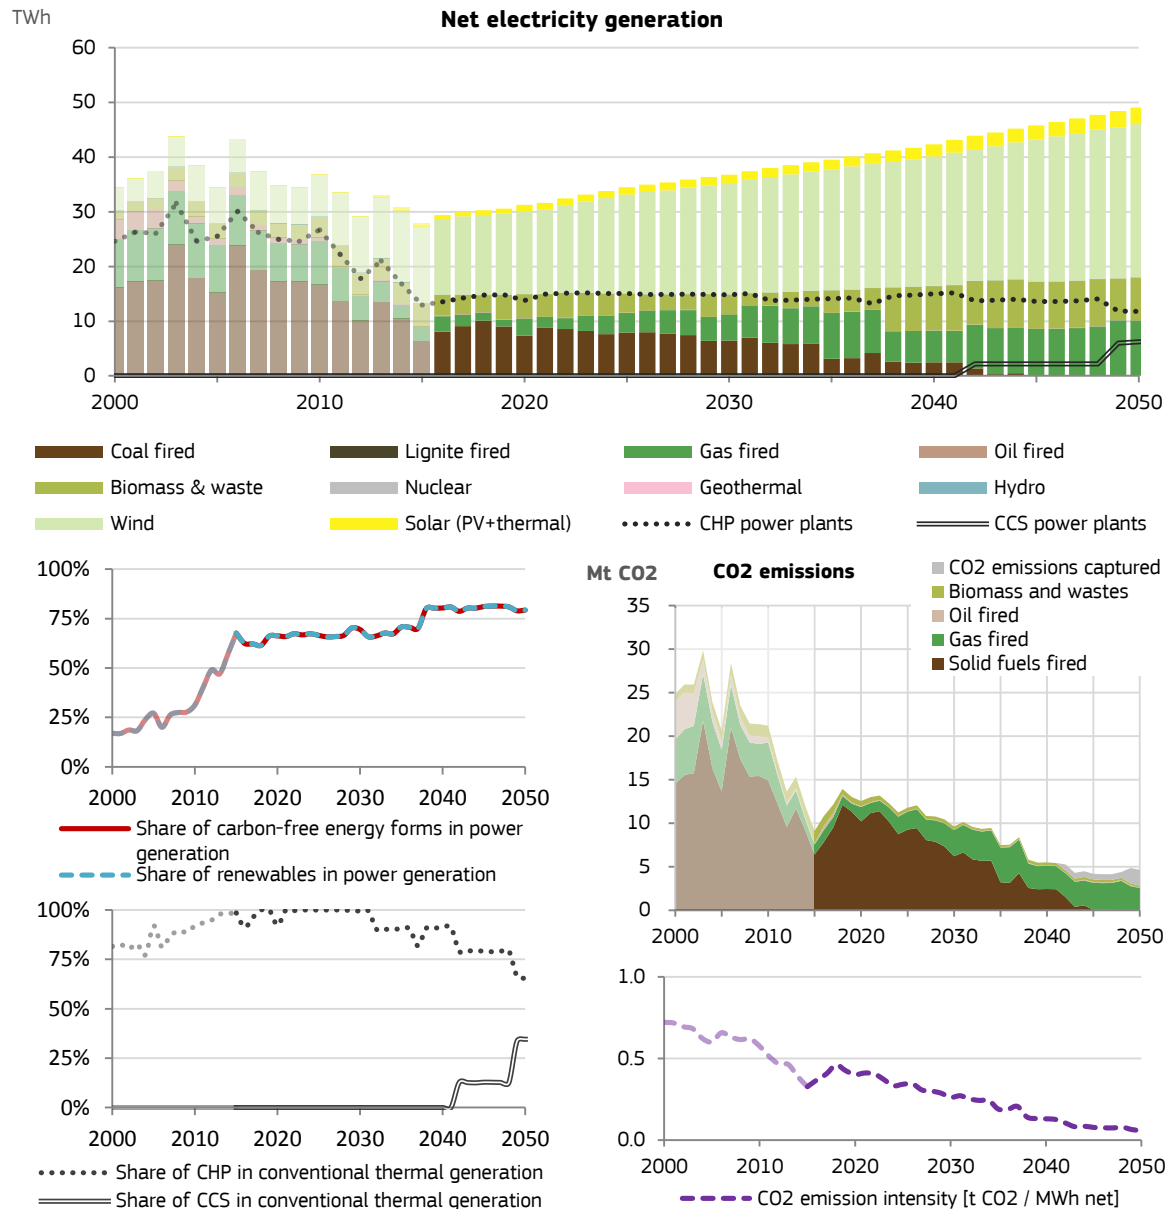 TWh
Net electricity generation
60
50
40
30
20
10
0
2000 2010 2020 2030 2040 2050
Coal fired Lignite fired Gas fired Oil fired
Biomass & waste Nuclear Geothermal Hydro
Wind Solar (PV+thermal) CHP power plants CCS power plants
100%
75%
50%
25%
0%
2000 2010 2020 2030 2040 2050
Share of carbon-free energy forms in power
generation
Share of renewables in power generation
Mt CO2 CO2 emissions
CO2 emissions captured
Biomass and wastes
Oil fired
Gas fired
Solid fuels fired
35
30
25
20
15
10
5
0
2000 2010 2020 2030 2040 2050
100%
75%
50%
25%
0%
2000 2010 2020 2030 2040 2050
Share of CHP in conventional thermal generation
Share of CCS in conventional thermal generation
1.0
0.5
0.0
2000 2010 2020 2030 2040 2050
CO2 emission intensity [t CO2 / MWh net]